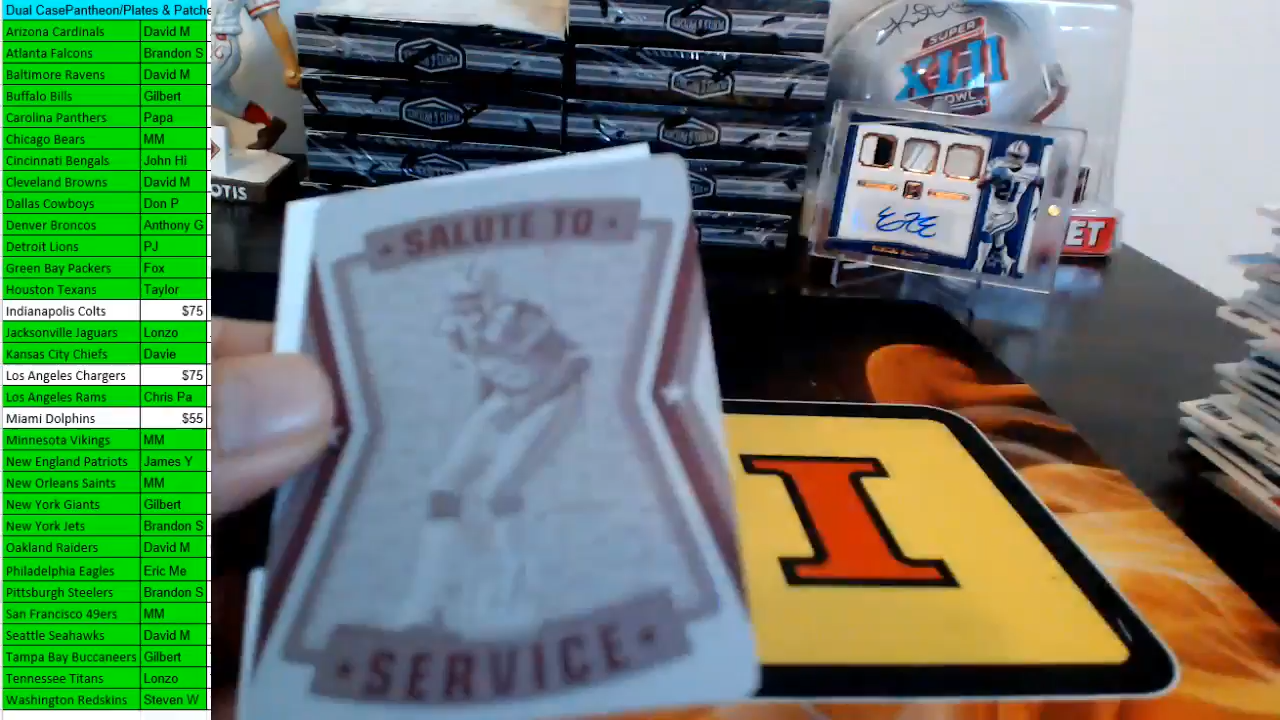 Dual CasePantheon/Plates & Patche
Arizona Cardinals David M
Atlanta Falcons Brandon S
Baltimore Ravens David M
Buffalo Bills Gilbert
Carolina Panthers Papa
Chicago Bears MM
Cincinnati Bengals John Hi
Cleveland Browns David M
Dallas Cowboys Don P
Denver Broncos Anthony G
Detroit Lions PJ
Green Bay Packers Fox
Houston Texans Taylor
Indianapolis Colts $75
Jacksonville Jaguars Lonzo
Kansas City Chiefs Davie
Los Angeles Chargers $75
Los Angeles Rams Chris Pa
Miami Dolphins $55
Minnesota Vikings MM
New England Patriots James Y
New Orleans Saints MM
New York Giants Gilbert
New York Jets Brandon S
Oakland Raiders David M
Philadelphia Eagles Eric Me
Pittsburgh Steelers Brandon S
San Francisco 49ers MM
Seattle Seahawks David M
Tampa Bay Buccaneers Gilbert
Tennessee Titans Lonzo
Washington Redskins Steven W
OTIS
SUPER
XLII
BOWL
21
ET
SALUTE TO
SERVICE
I